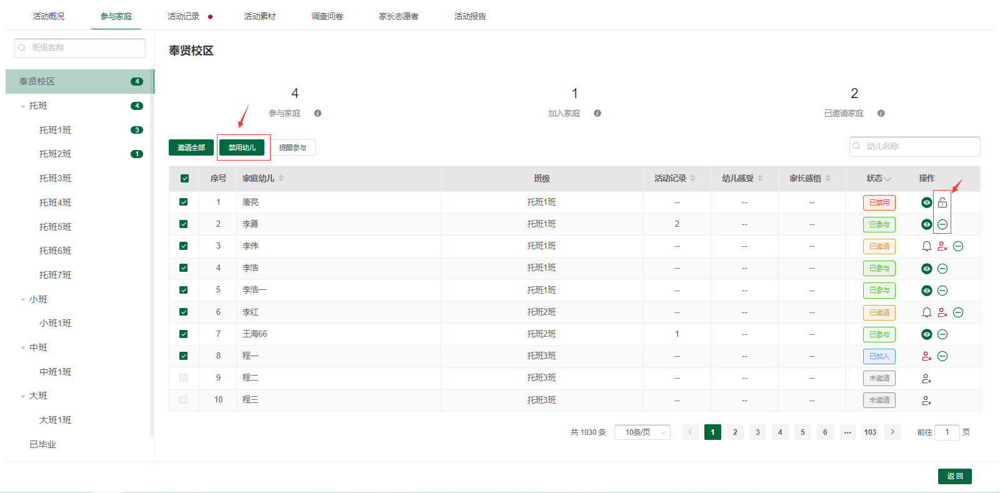 活动概况 参与家庭 活动记录 活动素材 调查问卷 家长志愿者 活动报告
班级名称
奉贤校区 4
托班 4
托班1班 3
托班2班 1
托班3班
托班4班
托班5班
托班6班
托班7班
小班
小班1班
中班
中班1班
大班
大班1班
已毕业
奉贤校区
4 1 2
参与家庭 加入家庭 已邀请家庭
邀请全部 禁用幼儿 提醒参与 幼儿名称
序号 家庭幼儿 班级 活动记录 幼儿感受 家长感悟 状态 操作
1 唐亮 托班1班 -- -- -- 已禁用
2 李勇 托班1班 2 -- -- 已参与
3 李伟 托班1班 -- -- -- 已邀请
4 李浩 托班1班 -- -- -- 已参与
5 李浩一 托班1班 -- -- -- 已参与
6 李红 托班2班 -- -- -- 已邀请
7 王海66 托班2班 1 -- -- 已参与
8 程一 托班3班 -- -- -- 已加入
9 程二 托班3班 -- -- -- 未邀请
10 程三 托班3班 -- -- -- 未邀请
共 1030 条 10条/页 1 2 3 4 5 6 ••• 103 前往 1 页
返回